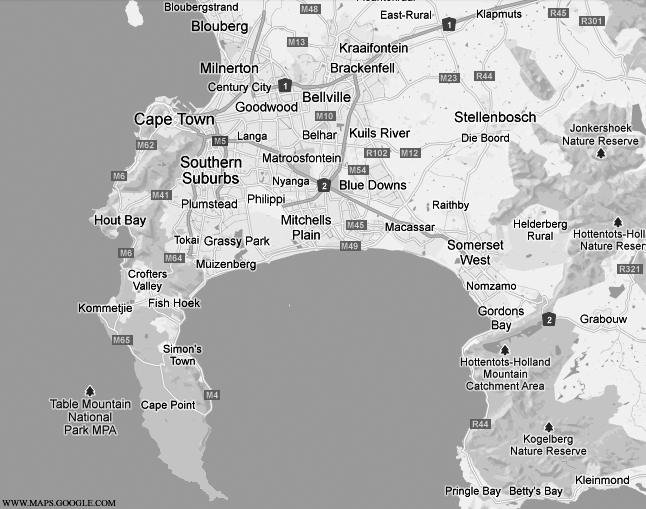 Bloubergstrand
M48
East-Rural
1
Klapmuts
R45
R301
Blouberg
M13
Kraaifontein
Milnerton
Brackenfell
Century City
1
M23
R44
Goodwood
Bellville
Cape Town
M10
Stellenbosch
M62
M5
Langa
Belhar
Kuils River
Die Boord
Jonkershoek
Nature Reserve
Southern
Suburbs
Matroosfontein
R102
M12
M54
M6
M41
Nyanga
2
Blue Downs
Plumstead
Philippi
Raithby
Hout Bay
Mitchells
Plain
M45
Macassar
Helderberg
Rural
Hottentots-Holland
Nature Reser
Tokai
Grassy Park
M49
Somerset
West
M6
M64
Muizenberg
R321
Crofters
Valley
Nomzamo
Kommetjie
Fish Hoek
Gordons
Bay
2
Grabouw
M65
Simon's
Town
Hottentots-Holland
Mountain
Catchment Area
Table Mountain
National
Park MPA
Cape Point
M4
R44
Kogelberg
Nature Reserve
Pringle Bay
Betty's Bay
Kleinmond
WWW.MAPS.GOOGLE.COM